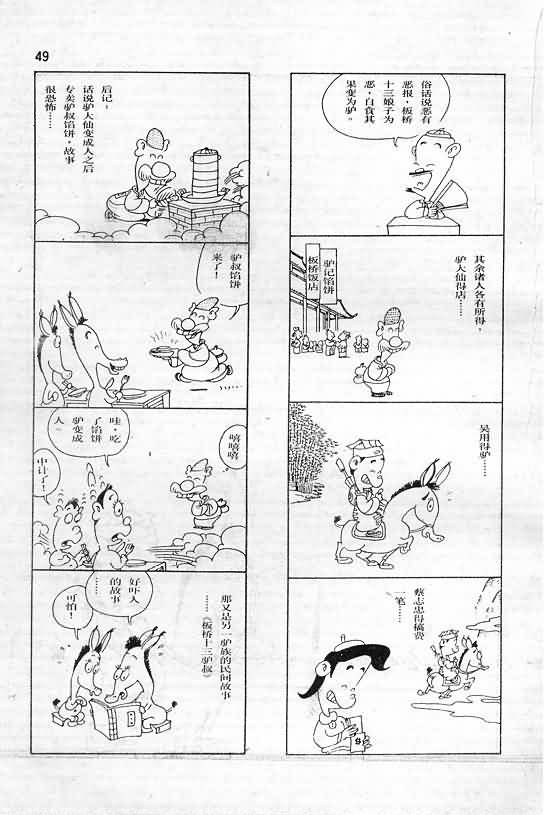 49
俗话说恶有
恶报，板桥
十三娘子为
恶，自食其
果变为驴。
其余诸人各有所得，
驴大仙得店……
驴记馅饼
板桥饭店
吴用得驴……
蔡志忠得稿费
一笔……
$
后记：
话说驴大仙变成人之后
专卖驴叔馅饼，故事
很恐怖……
驴叔馅饼
来了！
嘻嘻嘻
哇，吃
了馅饼
驴变成
人
中计了！
那又是另一驴族的民间故事
……《板桥十三驴叔》
好吓人
的故事
……
可怕！